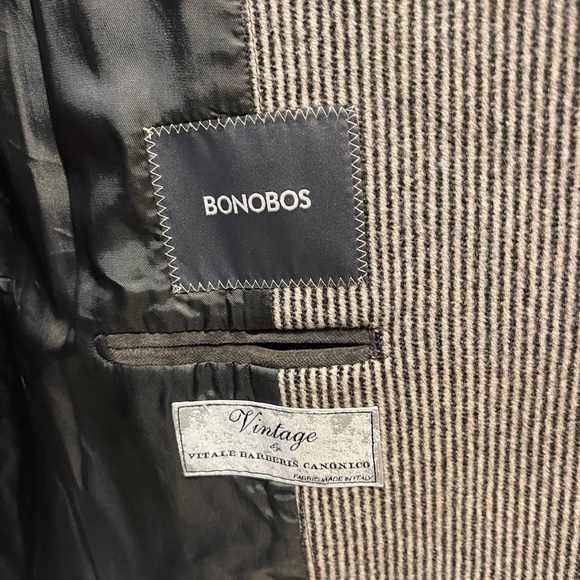 BONOBOS
Vintage
by
VITALE BARBERIS CANONICO
FABRIC MADE IN ITALY